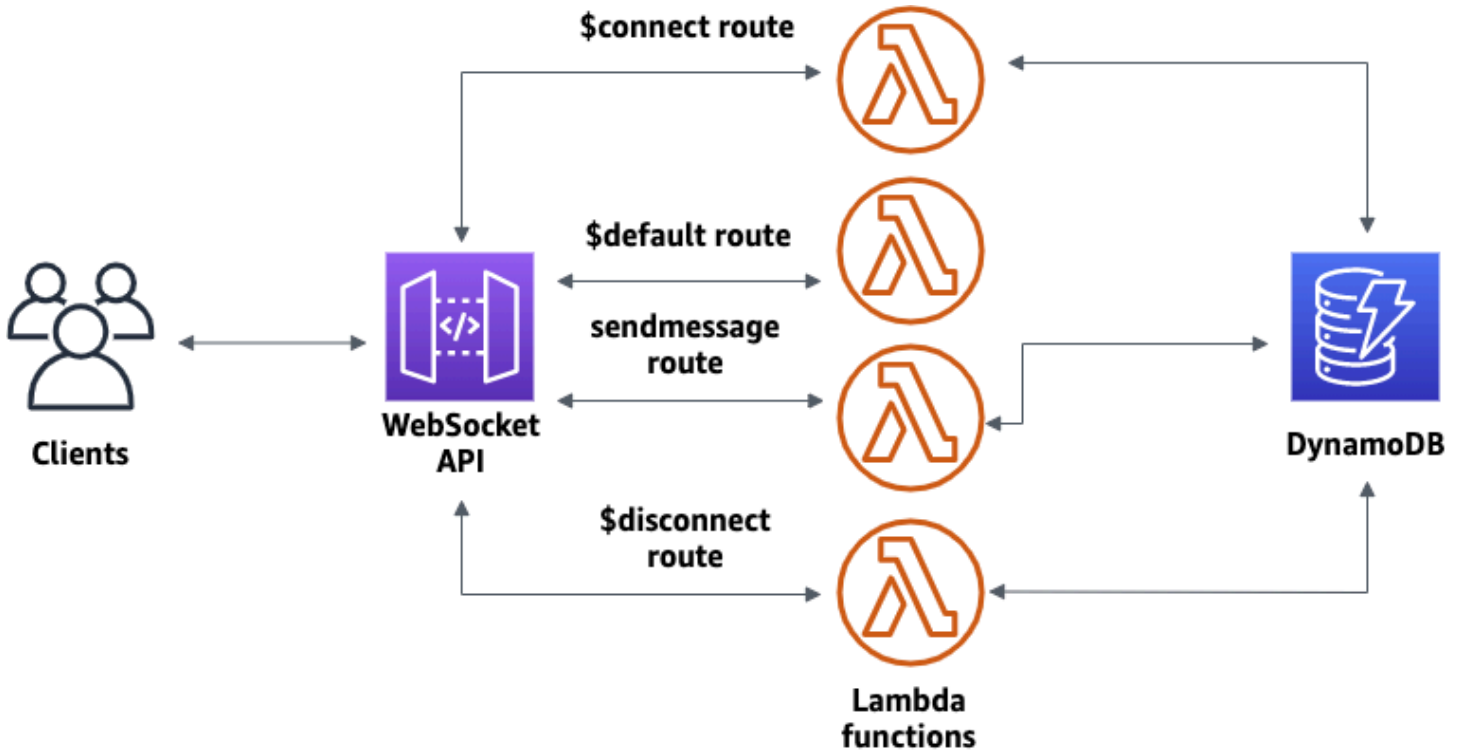 $connect route
$default route
sendmessage
route
</>
WebSocket
API
Clients
DynamoDB
$disconnect
route
Lambda
functions